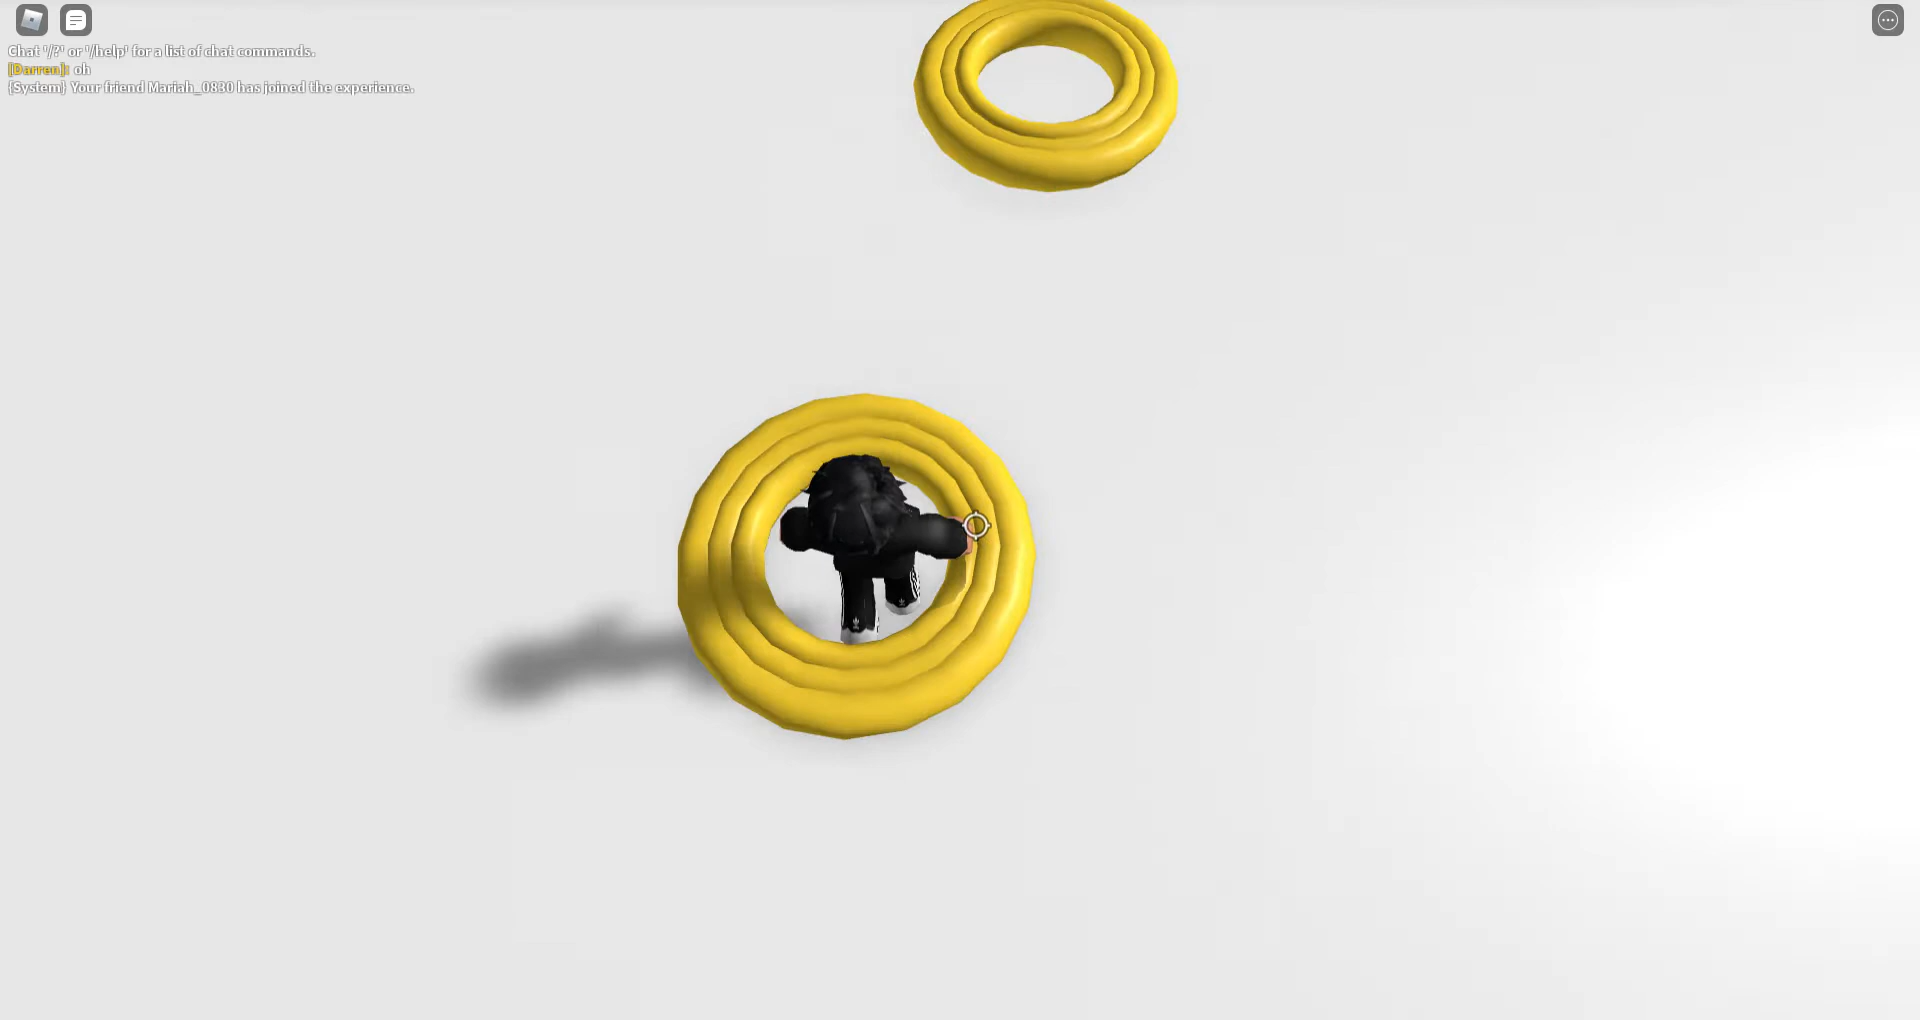 Chat '/?' or '/help' for a list of chat commands.
[Darren]: oh
{System} Your friend Mariah_0830 has joined the experience.